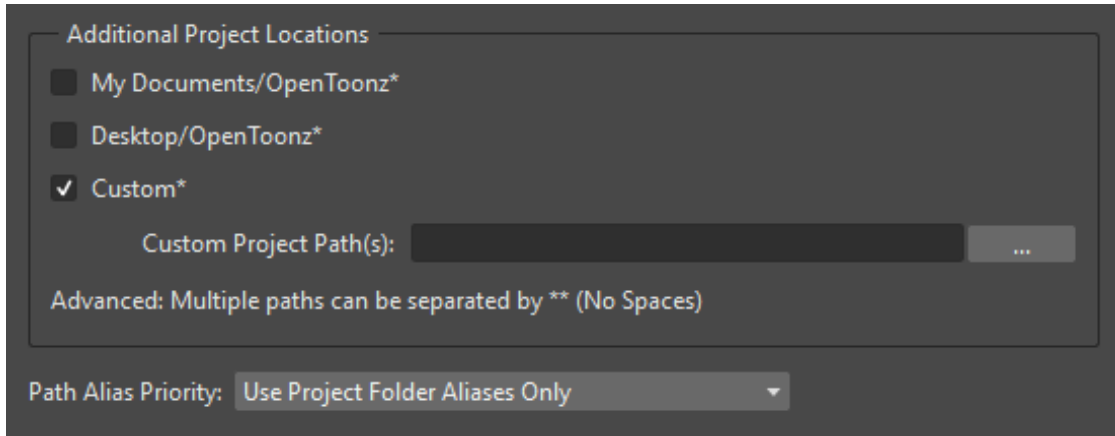 Additional Project Locations
My Documents/OpenToonz*
Desktop/OpenToonz*
Custom*
Custom Project Path(s): ...
Advanced: Multiple paths can be separated by ** (No Spaces)
Path Alias Priority: Use Project Folder Aliases Only